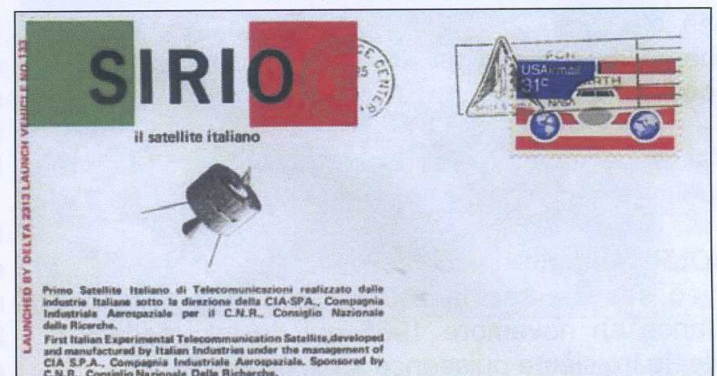 SIRIO
il satellite italiano
LAUNCHED BY DELTA 2313 LAUNCH VEHICLE NO. 133
CE CENTER
USAirmail
31c
NASA
Primo Satellite Italiano di Telecomunicazioni realizzato dalle
industrie Italiane sotto la direzione della CIA-SPA., Compagnia
Industriale Aerospaziale per il C.N.R., Consiglio Nazionale
delle Ricerche.
First Italian Experimental Telecommunication Satellite,developed
and manufactured by Italian Industries under the management of
CIA S.P.A., Compagnia Industriale Aerospaziale. Sponsored by
C.N.R., Consiglio Nazionale Delle Richerche.